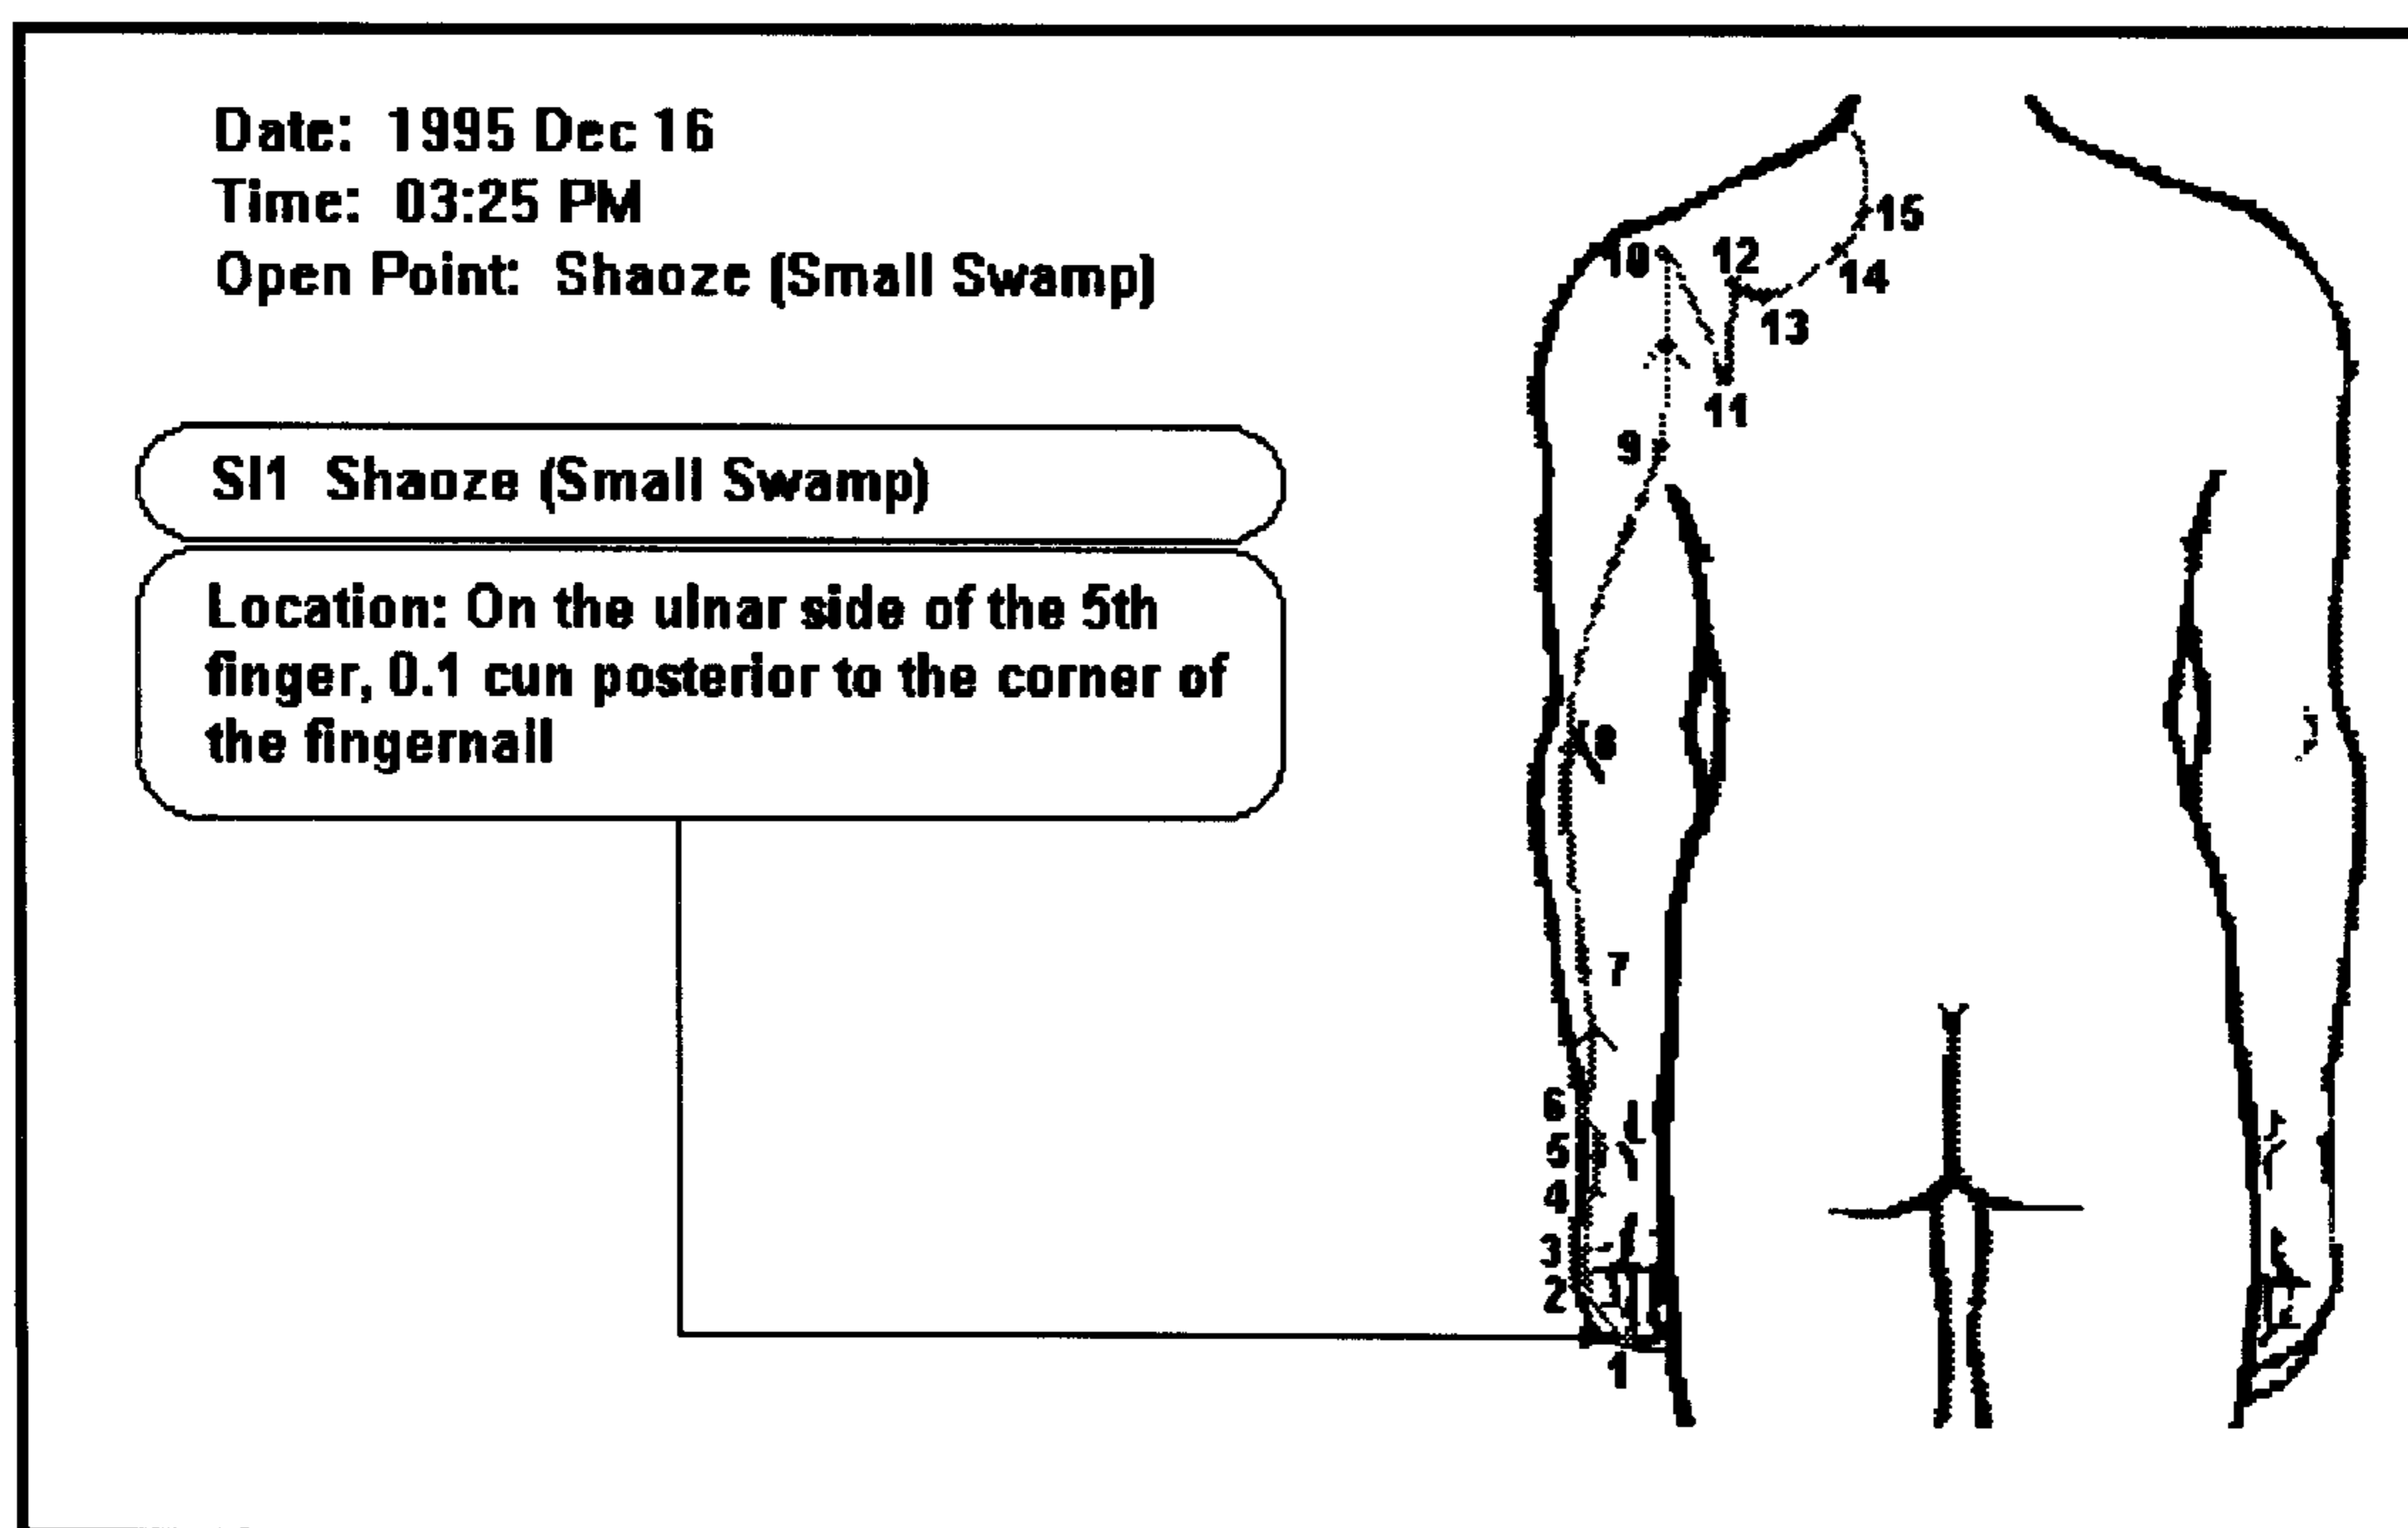 Date: 1995 Dec 16
Time: 03:25 PM
Open Point: Shaoze (Small Swamp)
SI1 Shaoze (Small Swamp)
Location: On the ulnar side of the 5th
finger, 0.1 cun posterior to the corner of
the fingernail
15
10
12
14
13
11
9
8
7
6
5
4
3
2
1